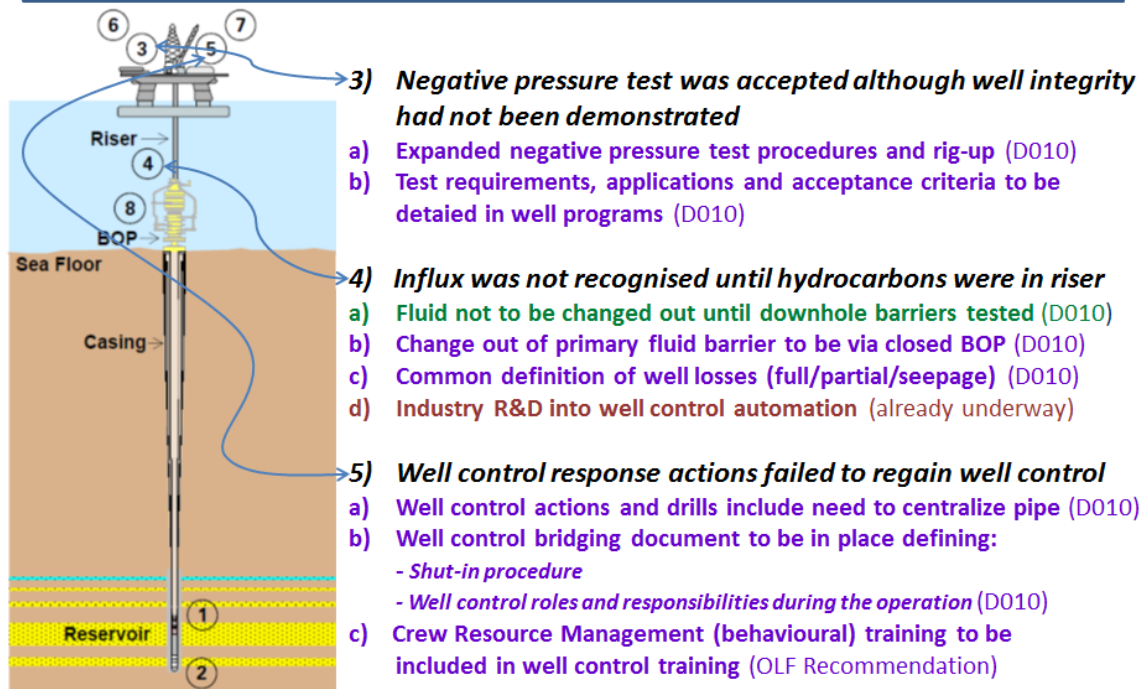 6
7
3
5
Riser
4
8
BOP
Sea Floor
Casing
1
Reservoir
2
3) Negative pressure test was accepted although well integrity
had not been demonstrated
a) Expanded negative pressure test procedures and rig-up (D010)
b) Test requirements, applications and acceptance criteria to be
detaied in well programs (D010)
4) Influx was not recognised until hydrocarbons were in riser
a) Fluid not to be changed out until downhole barriers tested (D010)
b) Change out of primary fluid barrier to be via closed BOP (D010)
c) Common definition of well losses (full/partial/seepage) (D010)
d) Industry R&D into well control automation (already underway)
5) Well control response actions failed to regain well control
a) Well control actions and drills include need to centralize pipe (D010)
b) Well control bridging document to be in place defining:
- Shut-in procedure
- Well control roles and responsibilities during the operation (D010)
c) Crew Resource Management (behavioural) training to be
included in well control training (OLF Recommendation)